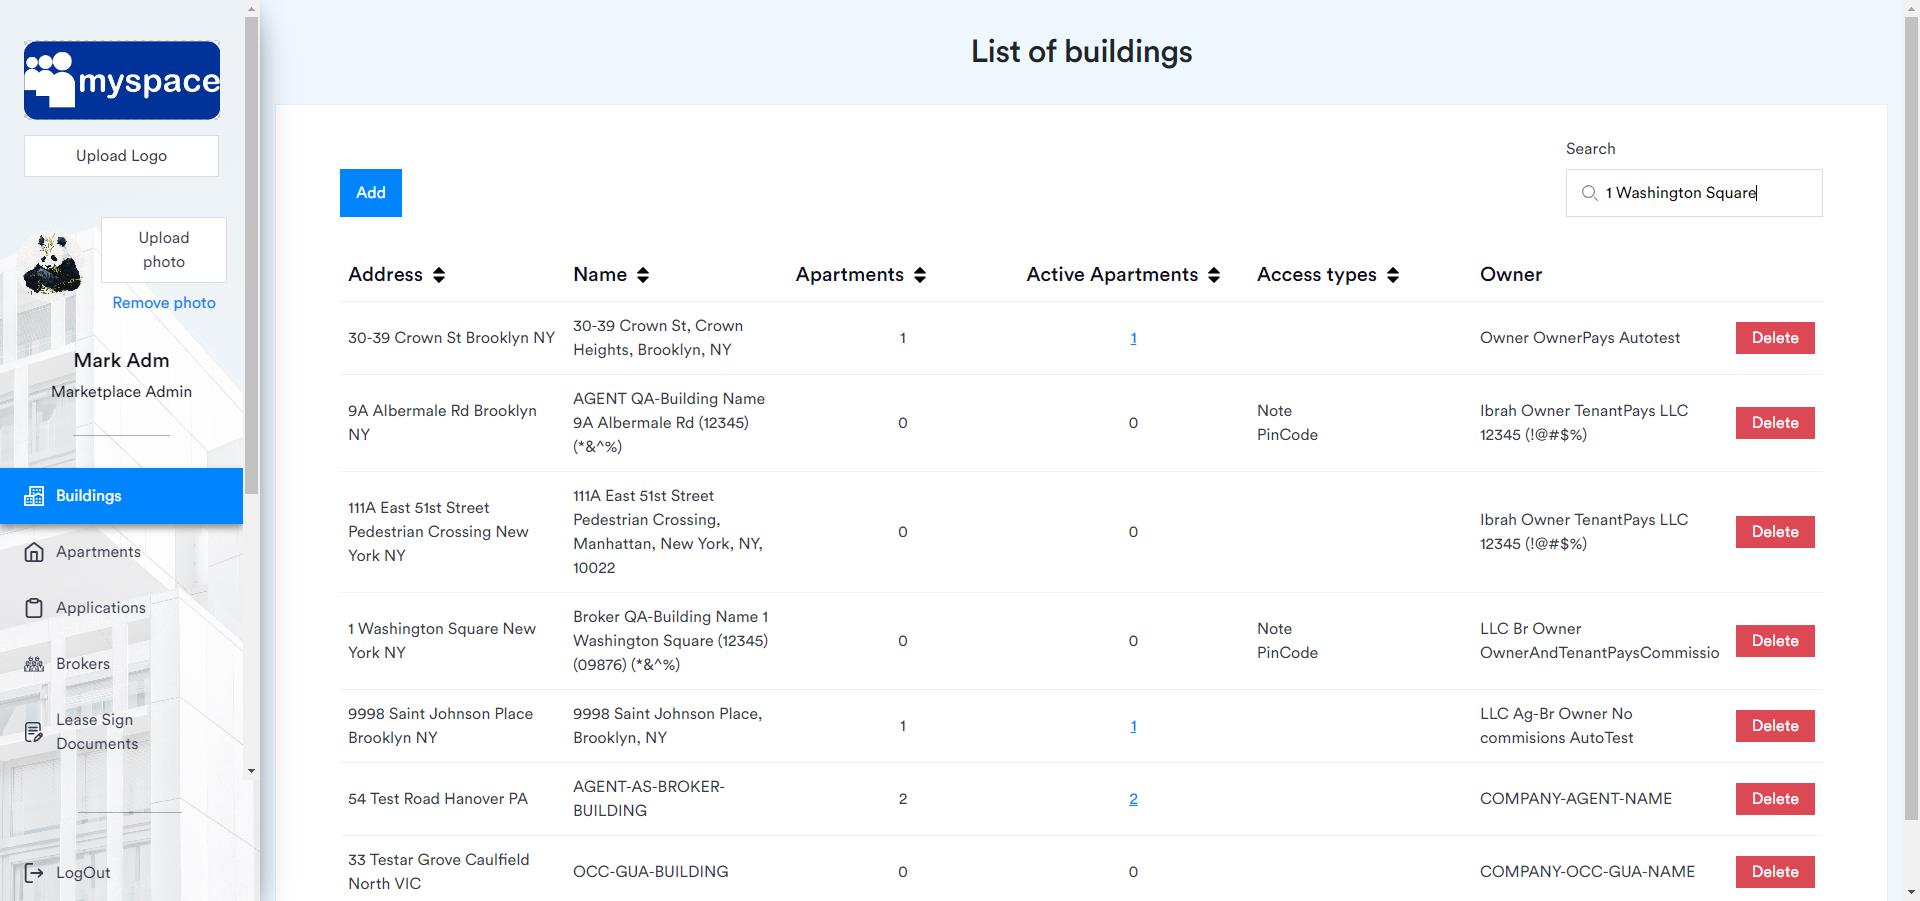 myspace
Upload Logo
Upload
photo
Remove photo
Mark Adm
Marketplace Admin
Buildings
Apartments
Applications
Brokers
Lease Sign
Documents
LogOut
List of buildings
Search
Add
1 Washington Square
Address Name Apartments Active Apartments Access types Owner
30-39 Crown St Brooklyn NY
30-39 Crown St, Crown
Heights, Brooklyn, NY
1
1
Owner OwnerPays Autotest
Delete
9A Albermale Rd Brooklyn
NY
AGENT QA-Building Name
9A Albermale Rd (12345)
(*&^%)
0
0
Note
PinCode
Ibrah Owner TenantPays LLC
12345 (!@#$%)
Delete
111A East 51st Street
Pedestrian Crossing New
York NY
111A East 51st Street
Pedestrian Crossing,
Manhattan, New York, NY,
10022
0
0
Ibrah Owner TenantPays LLC
12345 (!@#$%)
Delete
1 Washington Square New
York NY
Broker QA-Building Name 1
Washington Square (12345)
(09876) (*&^%)
0
0
Note
PinCode
LLC Br Owner
OwnerAndTenantPaysCommissio
Delete
9998 Saint Johnson Place
Brooklyn NY
9998 Saint Johnson Place,
Brooklyn, NY
1
1
LLC Ag-Br Owner No
commisions AutoTest
Delete
54 Test Road Hanover PA
AGENT-AS-BROKER-
BUILDING
2
2
COMPANY-AGENT-NAME
Delete
33 Testar Grove Caulfield
North VIC
OCC-GUA-BUILDING
0
0
COMPANY-OCC-GUA-NAME
Delete